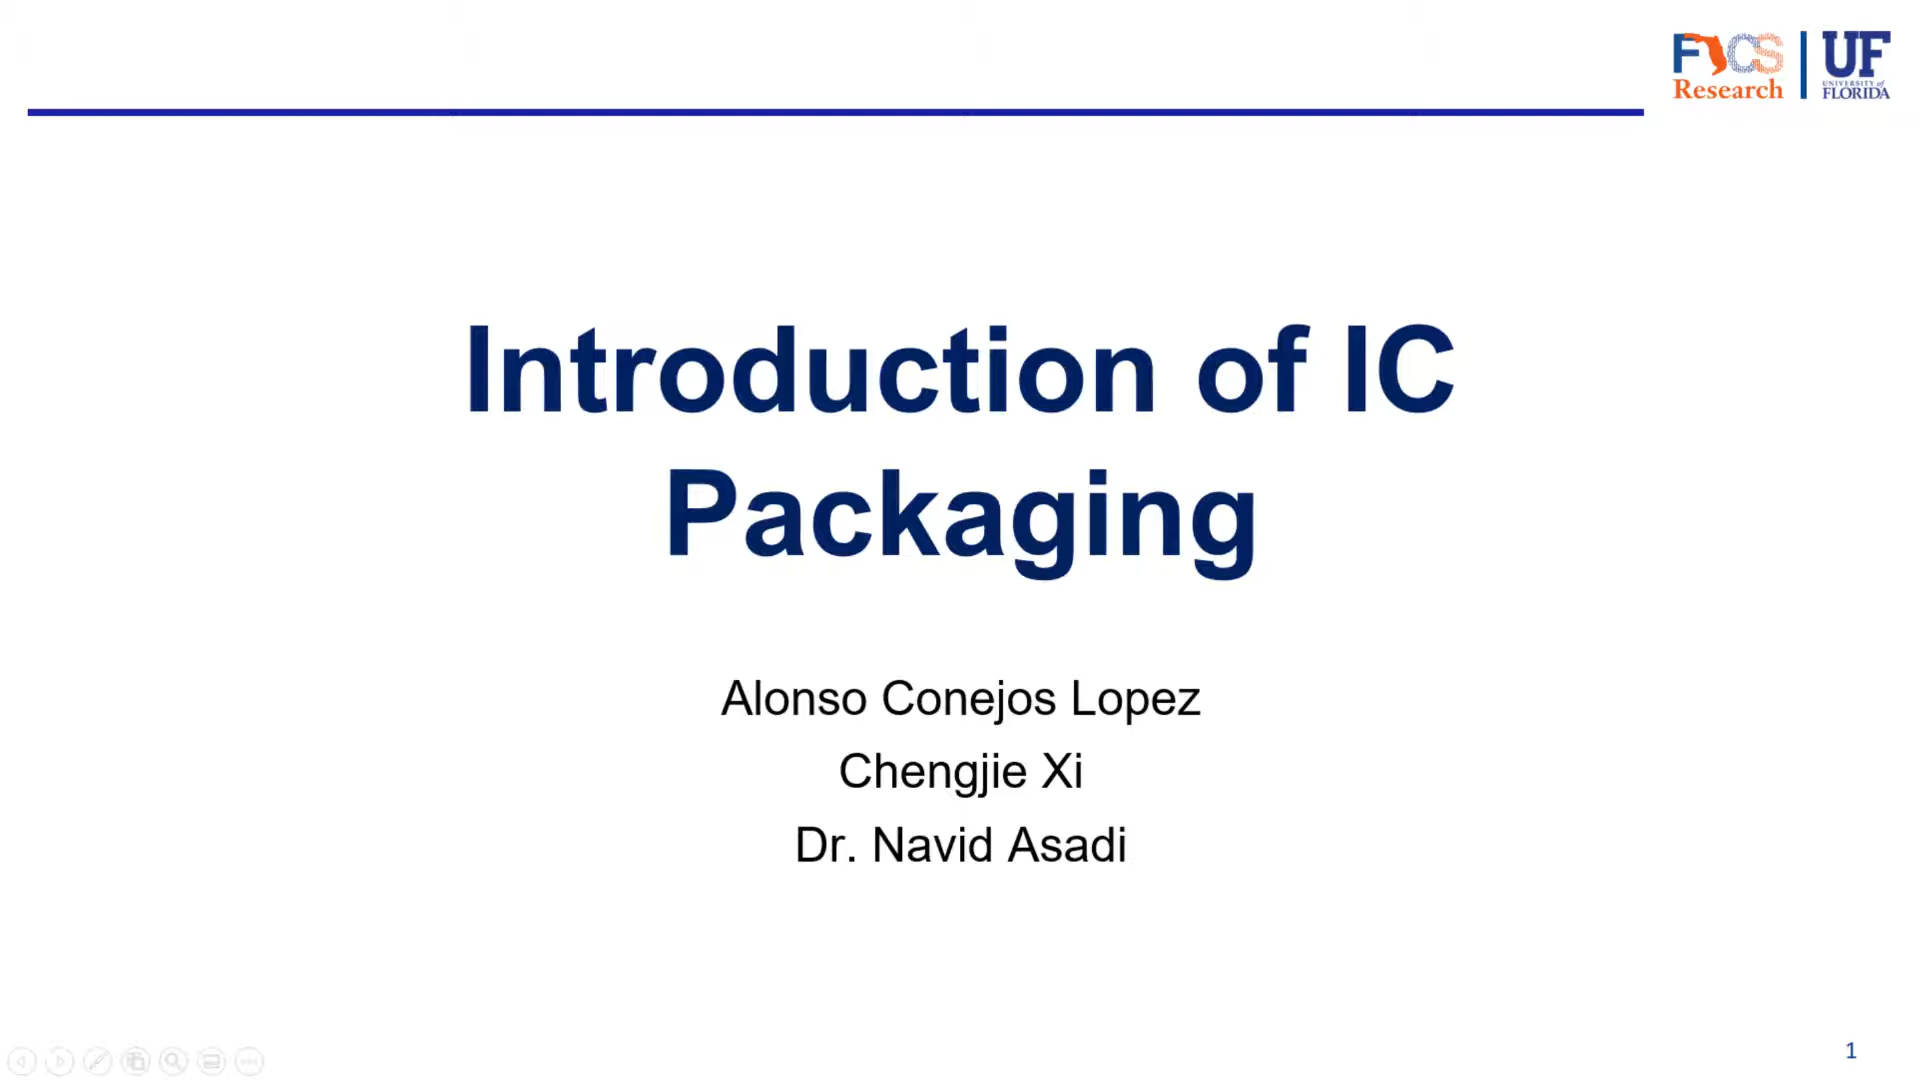 FICS
Research
UF
UNIVERSITY of
FLORIDA
Introduction of IC
Packaging
Alonso Conejos Lopez
Chengjie Xi
Dr. Navid Asadi
1